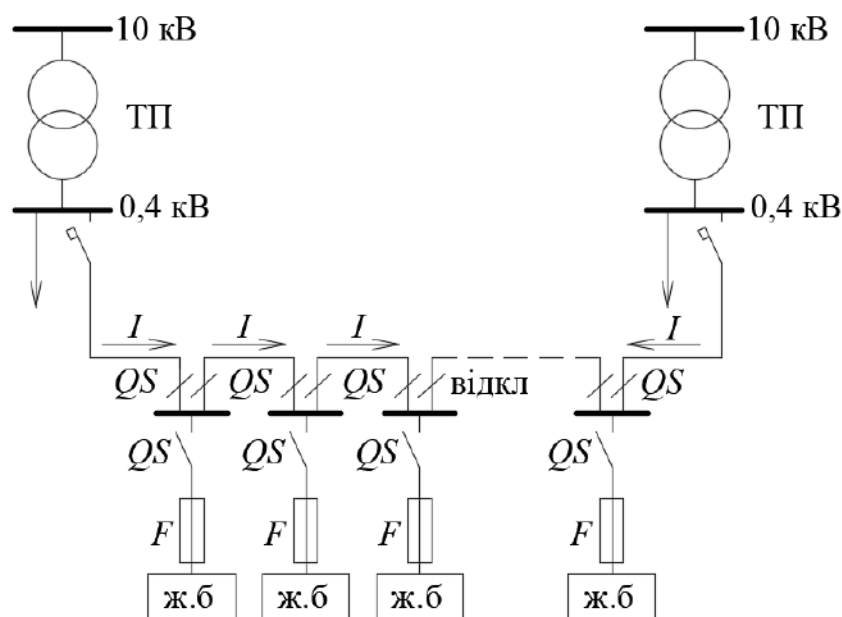 10 кВ 10 кВ
ТП ТП
0,4 кВ 0,4 кВ
I I I I
QS QS QS відкл QS
QS QS QS QS
F F F F
ж.б ж.б ж.б ж.б